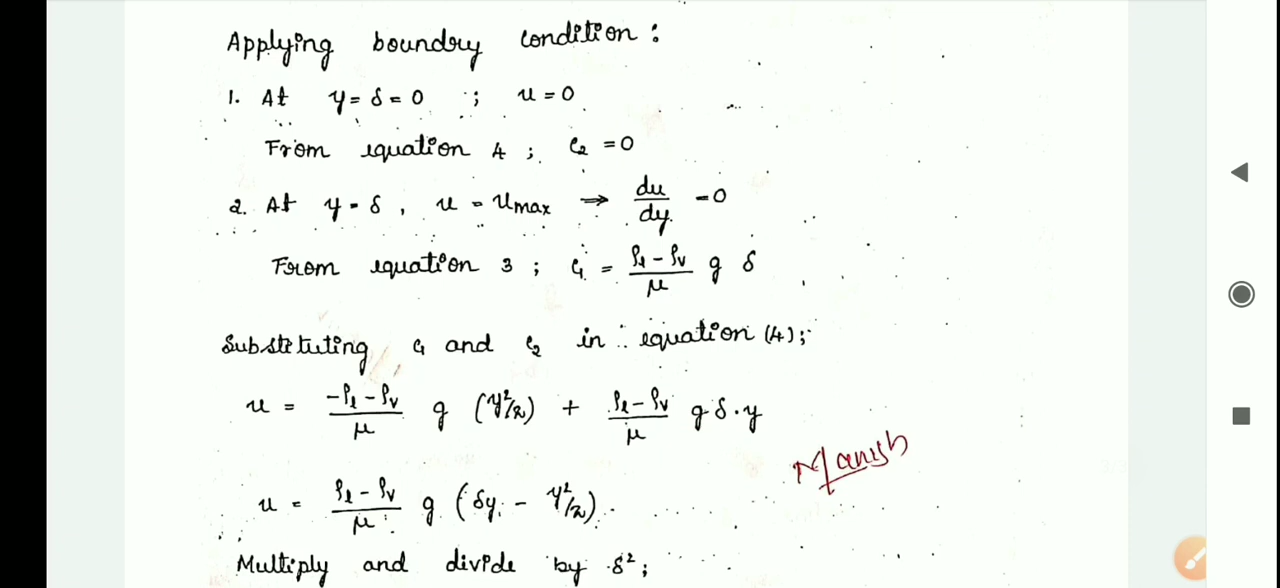 Applying boundry condition :
1. At y = δ = 0 ; u = 0
From equation 4 ; C₂ = 0
2. At y = δ , u = umax ⇒ du/dy = 0
From equation 3 ; C₁ = (ρl - ρv)/μ g δ
Substituting C₁ and C₂ in equation (4);
u = (-ρl - ρv)/μ g (y²/2) + (ρl - ρv)/μ g δ · y
Manish
u = (ρl - ρv)/μ g (δy - y²/2).
Multiply and divide by δ² ;